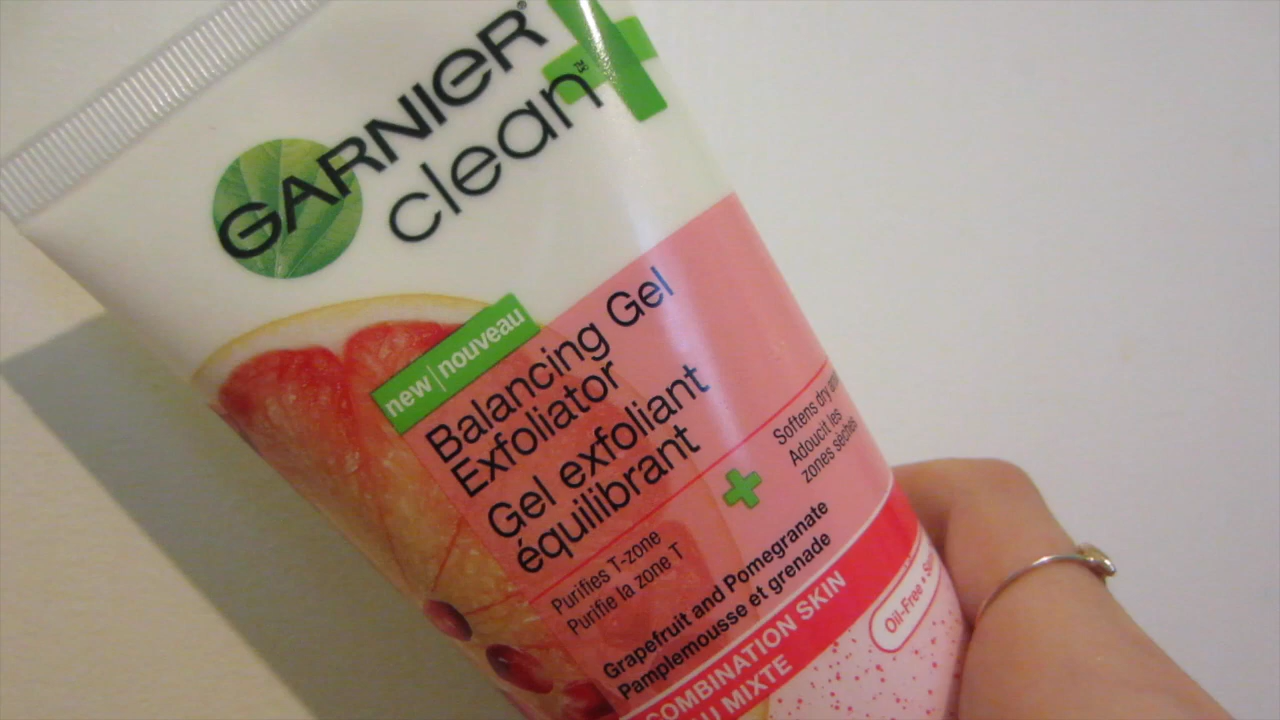 GARNIER®
clean+™
new | nouveau
Balancing Gel
Exfoliator
Gel exfoliant
équilibrant
Purifies T-zone
Purifie la zone T
+
Softens dry
Adoucit les
zones sèches
Grapefruit and Pomegranate
Pamplemousse et grenade
COMBINATION SKIN
MIXTE
Oil-Free •